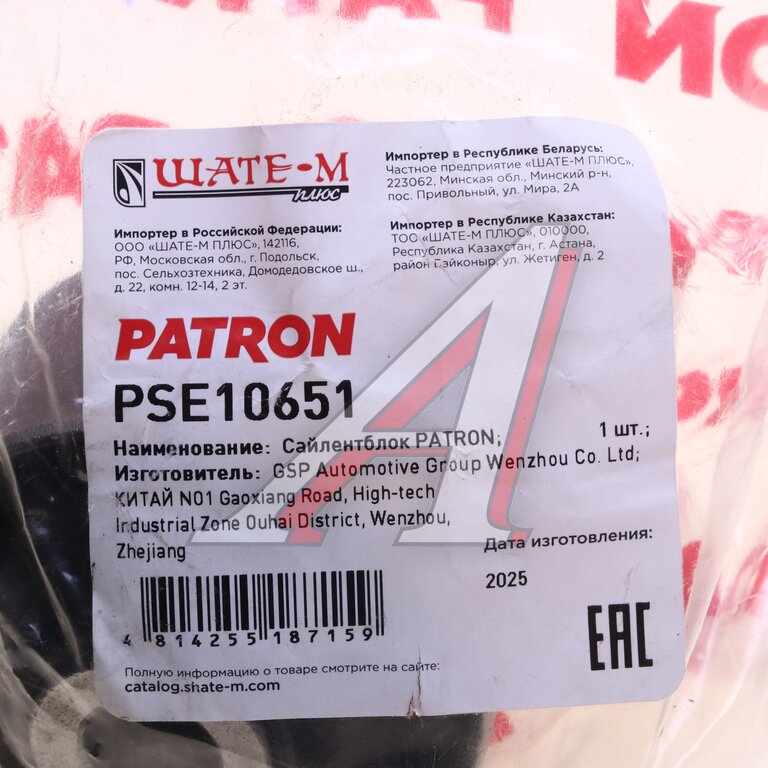 ШАТЕ-М
плюс
Импортер в Российской Федерации:
ООО «ШАТЕ-М ПЛЮС», 142116,
РФ, Московская обл., г. Подольск,
пос. Сельхозтехника, Домодедовское ш.,
д. 22, комн. 12-14, 2 эт.
Импортер в Республике Беларусь:
Частное предприятие «ШАТЕ-М ПЛЮС»,
223062, Минская обл., Минский р-н,
пос. Привольный, ул. Мира, 2А
Импортер в Республике Казахстан:
ТОО «ШАТЕ-М ПЛЮС», 010000,
Республика Казахстан, г. Астана,
район Байконыр, ул. Жетиген, д. 2
PATRON
PSE10651
Наименование: Сайлентблок PATRON; 1 шт.;
Изготовитель: GSP Automotive Group Wenzhou Co. Ltd;
КИТАЙ NO1 Gaoxiang Road, High-tech
Industrial Zone Ouhai District, Wenzhou,
Zhejiang
Дата изготовления:
2025
4 814255 187159
EAC
Полную информацию о товаре смотрите на сайте:
catalog.shate-m.com